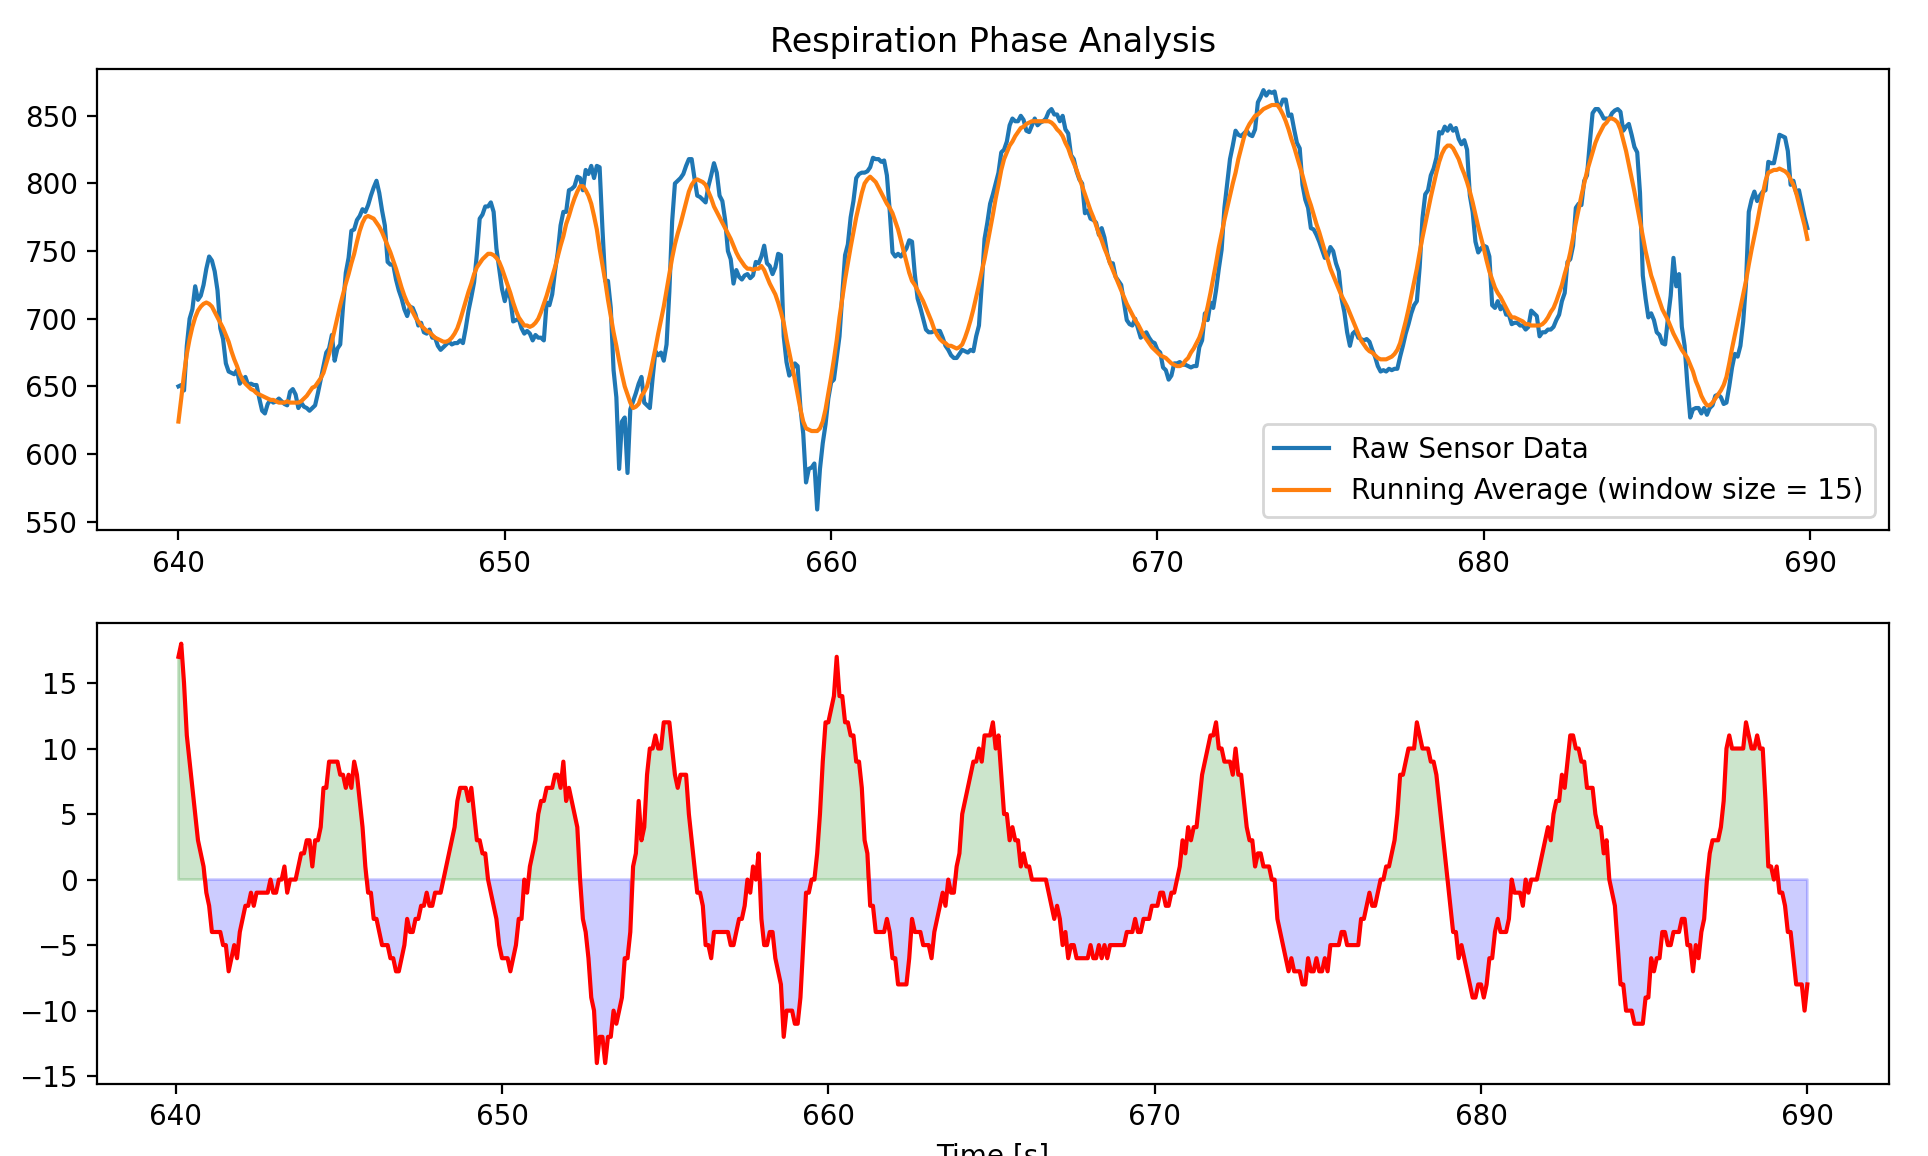 Respiration Phase Analysis
850
800
750
700
650
600
550
Raw Sensor Data
Running Average (window size = 15)
640 650 660 670 680 690
15
10
5
0
−5
−10
−15
640 650 660 670 680 690
Time [s]